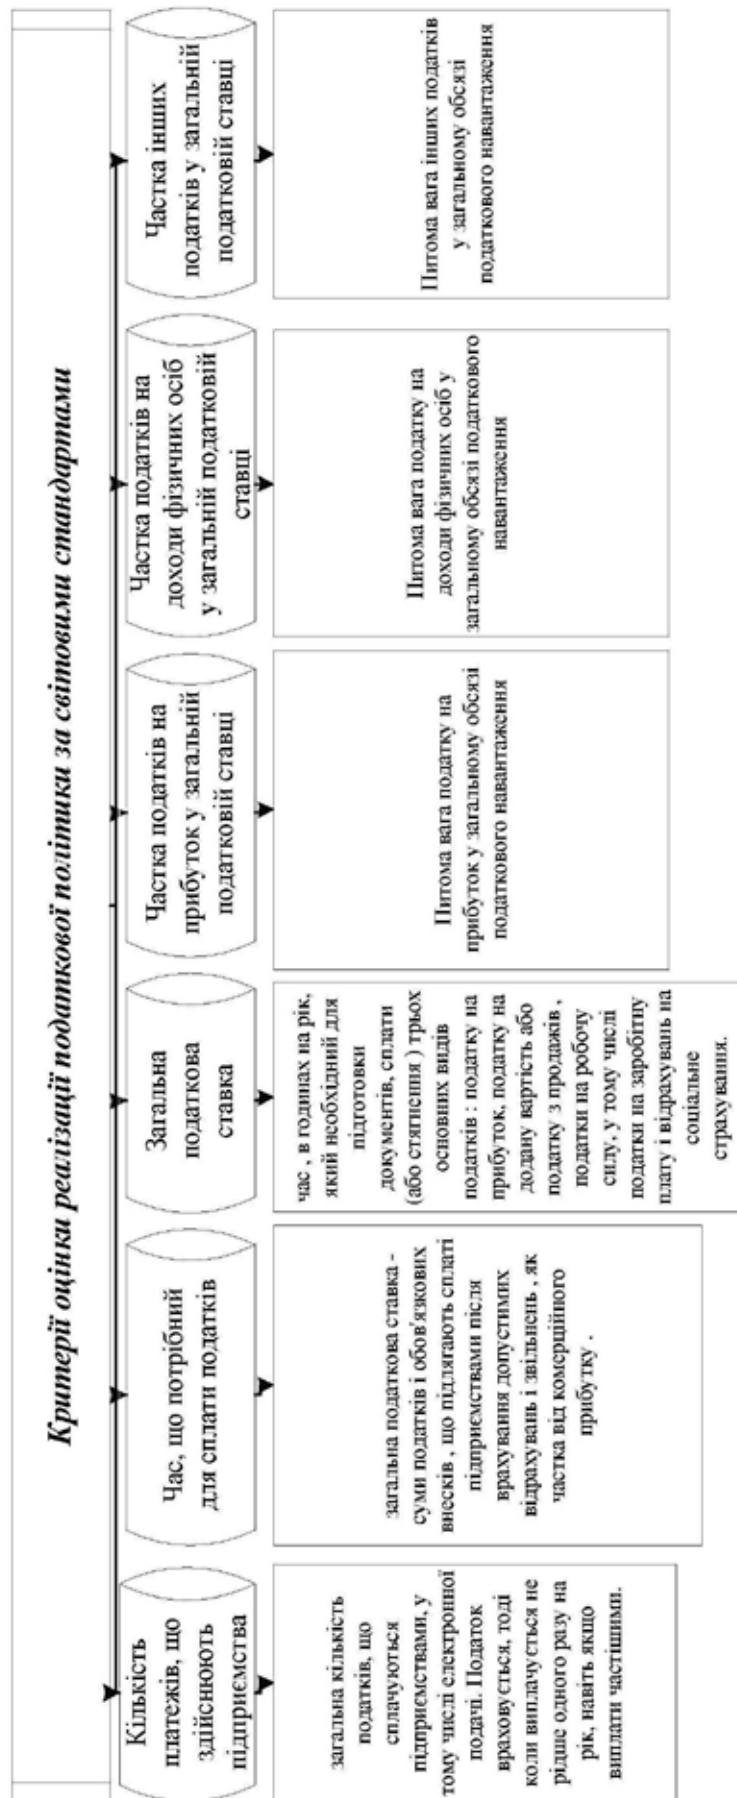 Критерії оцінки реалізації податкової політики за світовими стандартами
Кількість
платежів, що
здійснюють
підприємства
загальна кількість
податків, що
сплачуються
підприємствами, у
тому числі електронної
подачі. Податок
враховується, тоді
коли виплачується не
рідше одного разу на
рік, навіть якщо
виплати частішими.
Час, що потрібний
для сплати податків
загальна податкова ставка -
суми податків і обов'язкових
внесків , що підлягають сплаті
підприємствами після
врахування допустимих
відрахувань і звільнень , як
частка від комерційного
прибутку .
Загальна
податкова
ставка
час , в годинах на рік,
який необхідний для
підготовки
документів, сплати
(або стягнення ) трьох
основних видів
податків : податку на
прибуток, податку на
додану вартість або
податку з продажів ,
податки на робочу
силу, у тому числі
податки на заробітну
плату і відрахувань на
соціальне
страхування.
Частка податків на
прибуток у загальній
податковій ставці
Питома вага податку на
прибуток у загальному обсязі
податкового навантаження
Частка податків на
доходи фізичних осіб
у загальній податковій
ставці
Питома вага податку на
доходи фізичних осіб у
загальному обсязі податкового
навантаження
Частка інших
податків у загальній
податковій ставці
Питома вага інших податків
у загальному обсязі
податкового навантаження